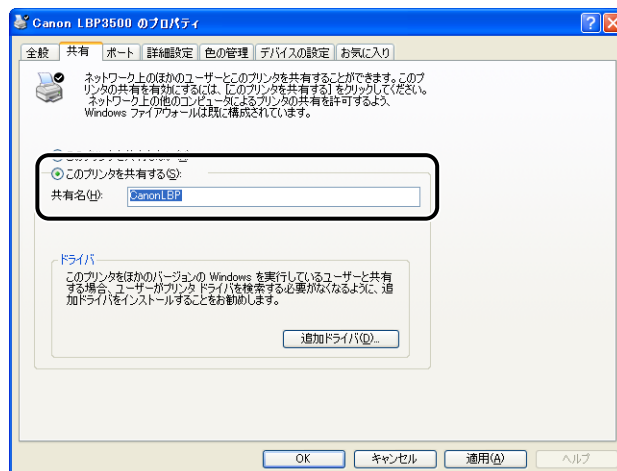 Canon LBP3500 のプロパティ
全般 共有 ポート 詳細設定 色の管理 デバイスの設定 お気に入り
ネットワーク上のほかのユーザーとこのプリンタを共有することができます。このプ
リンタの共有を有効にするには、[このプリンタを共有する] をクリックしてください。
ネットワーク上の他のコンピュータによるプリンタの共有を許可するよう、
Windows ファイアウォールは既に構成されています。
このプリンタを共有する(S):
共有名(H): CanonLBP
ドライバ
このプリンタをほかのバージョンの Windows を実行しているユーザーと共有
する場合、ユーザーがプリンタ ドライバを検索する必要がなくなるように、追
加ドライバをインストールすることをお勧めします。
追加ドライバ(D)...
OK キャンセル 適用(A) ヘルプ